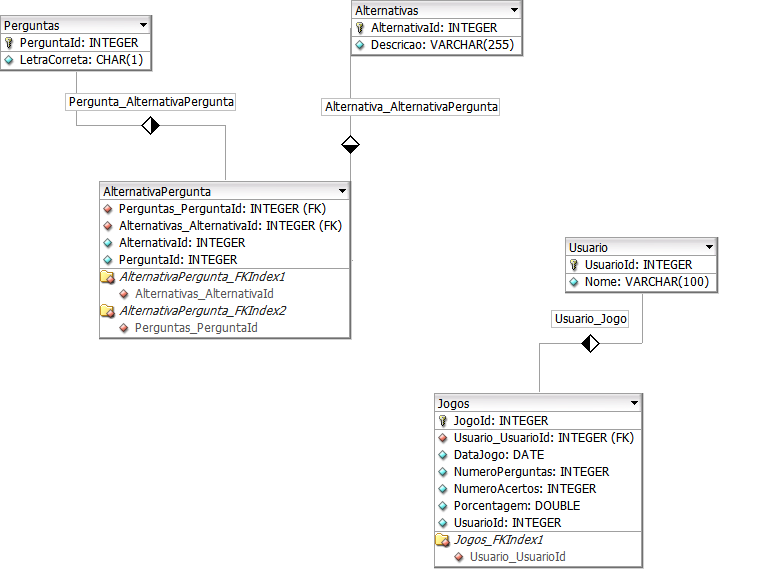 Perguntas
PerguntaId: INTEGER
LetraCorreta: CHAR(1)
Alternativas
AlternativaId: INTEGER
Descricao: VARCHAR(255)
Pergunta_AlternativaPergunta
Alternativa_AlternativaPergunta
AlternativaPergunta
Perguntas_PerguntaId: INTEGER (FK)
Alternativas_AlternativaId: INTEGER (FK)
AlternativaId: INTEGER
PerguntaId: INTEGER
AlternativaPergunta_FKIndex1
Alternativas_AlternativaId
AlternativaPergunta_FKIndex2
Perguntas_PerguntaId
Usuario
UsuarioId: INTEGER
Nome: VARCHAR(100)
Usuario_Jogo
Jogos
JogoId: INTEGER
Usuario_UsuarioId: INTEGER (FK)
DataJogo: DATE
NumeroPerguntas: INTEGER
NumeroAcertos: INTEGER
Porcentagem: DOUBLE
UsuarioId: INTEGER
Jogos_FKIndex1
Usuario_UsuarioId